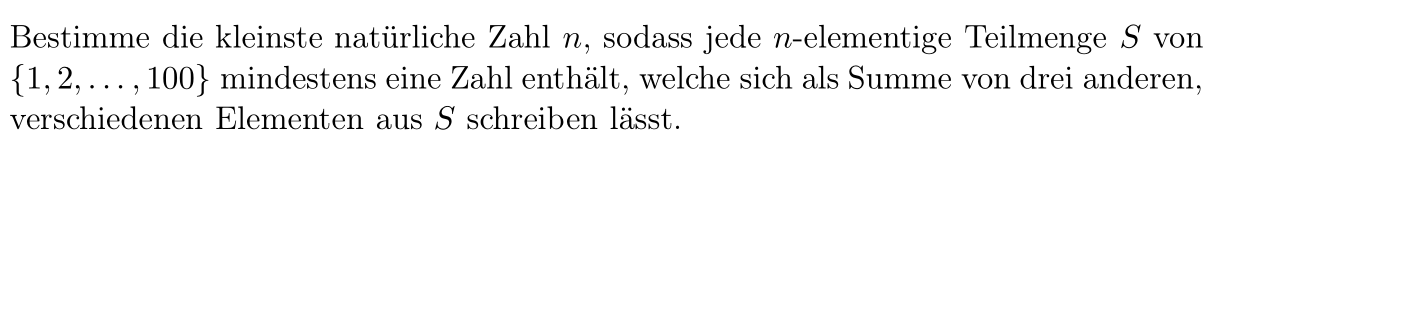 Bestimme die kleinste natürliche Zahl n, sodass jede n-elementige Teilmenge S von
{1, 2, . . . , 100} mindestens eine Zahl enthält, welche sich als Summe von drei anderen,
verschiedenen Elementen aus S schreiben lässt.